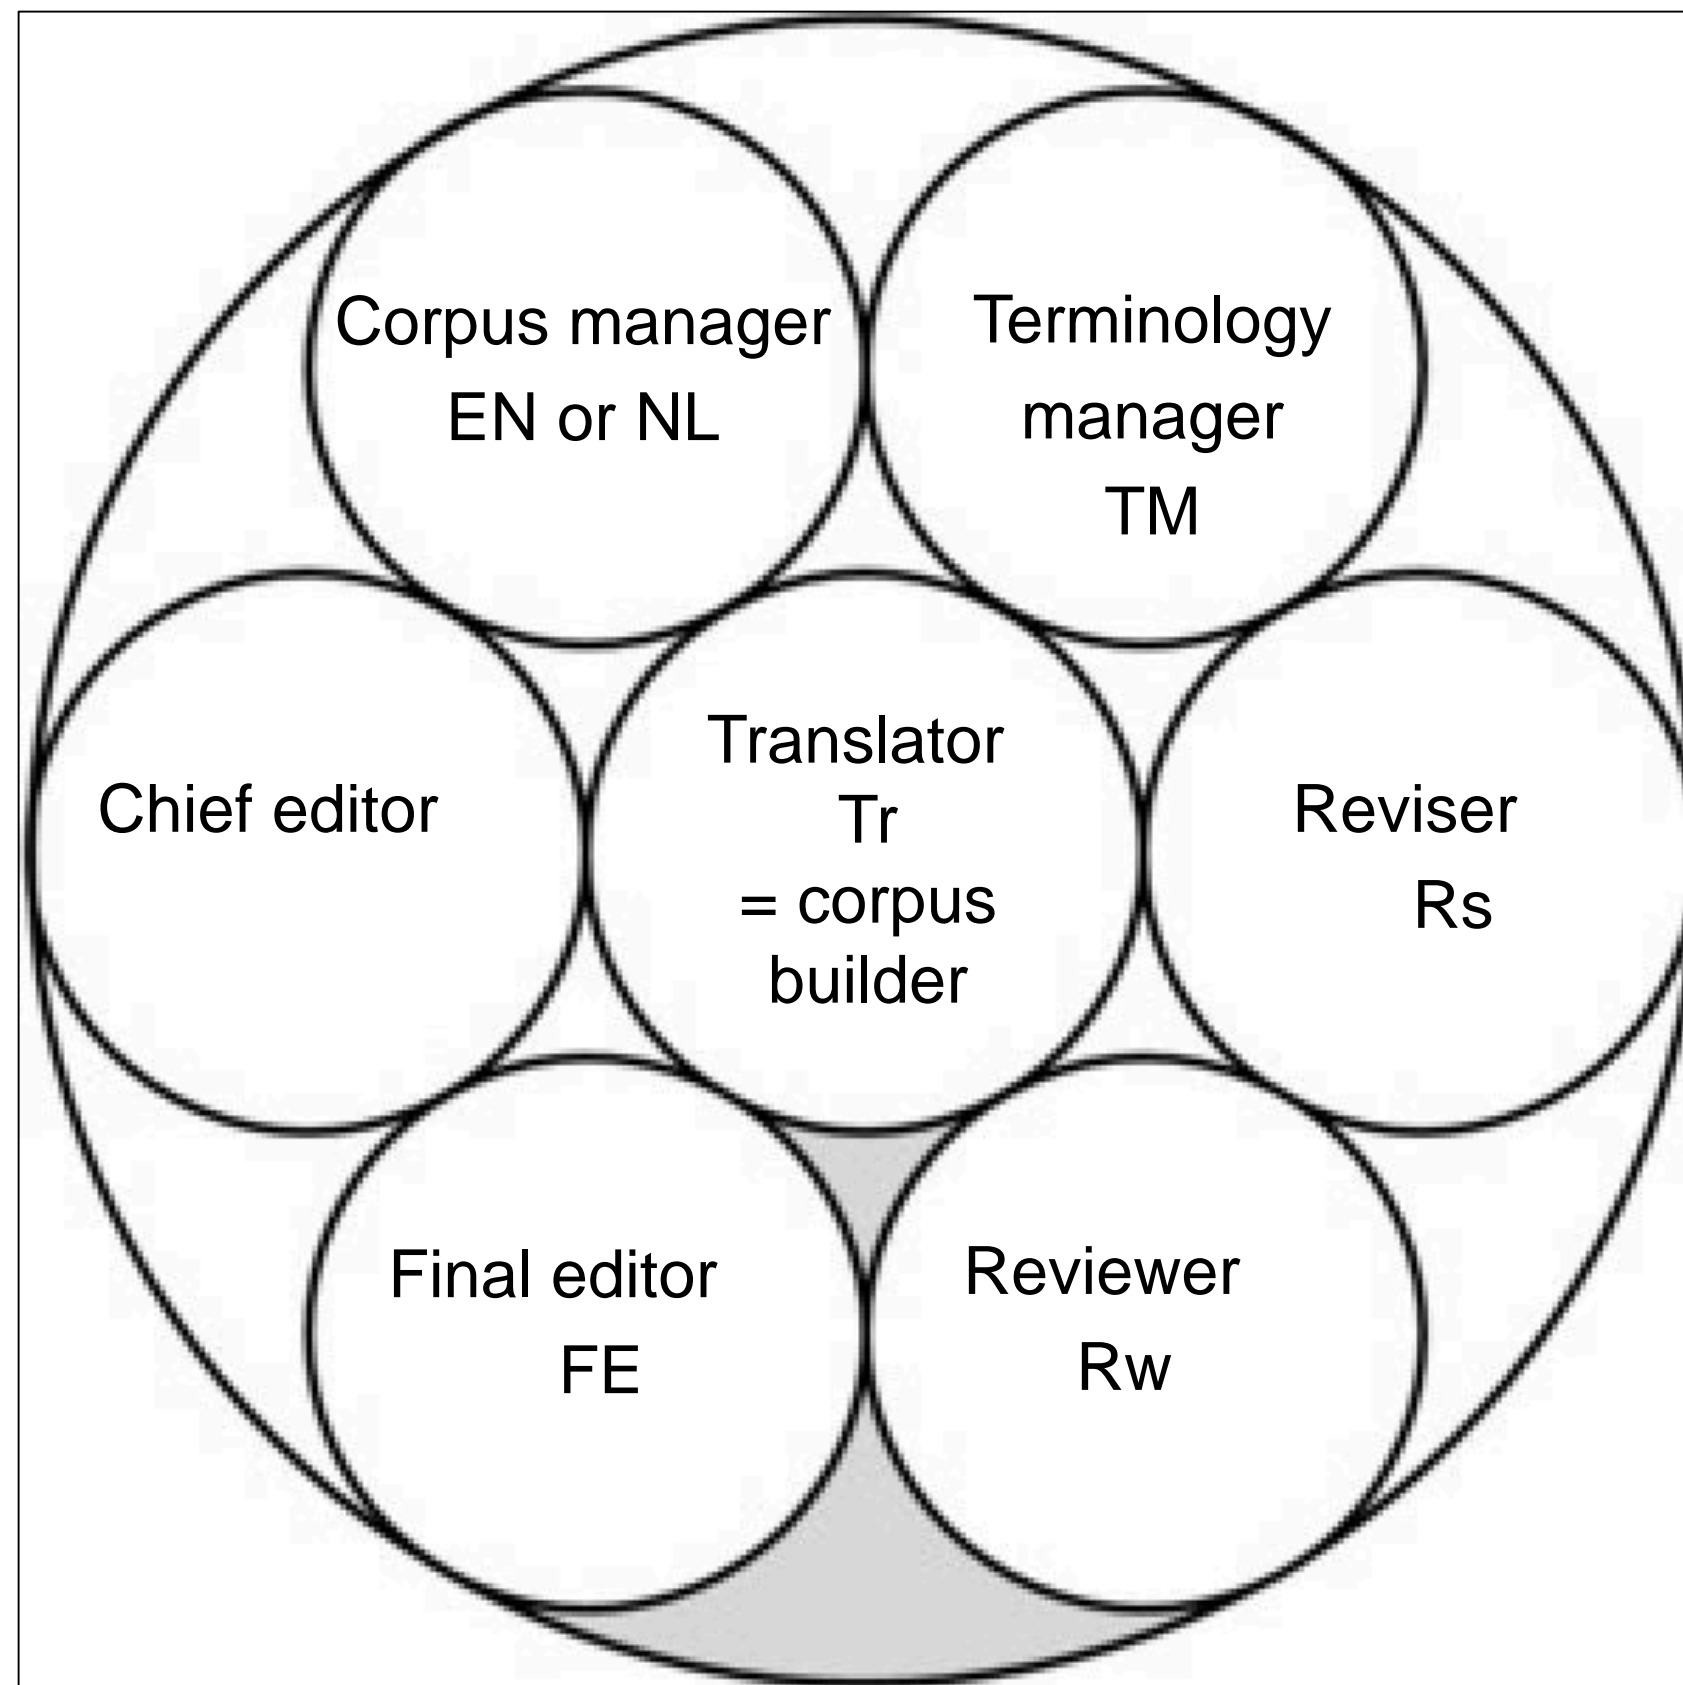 Corpus manager
EN or NL
Terminology
manager
TM
Chief editor
Translator
Tr
= corpus
builder
Reviser
Rs
Final editor
FE
Reviewer
Rw